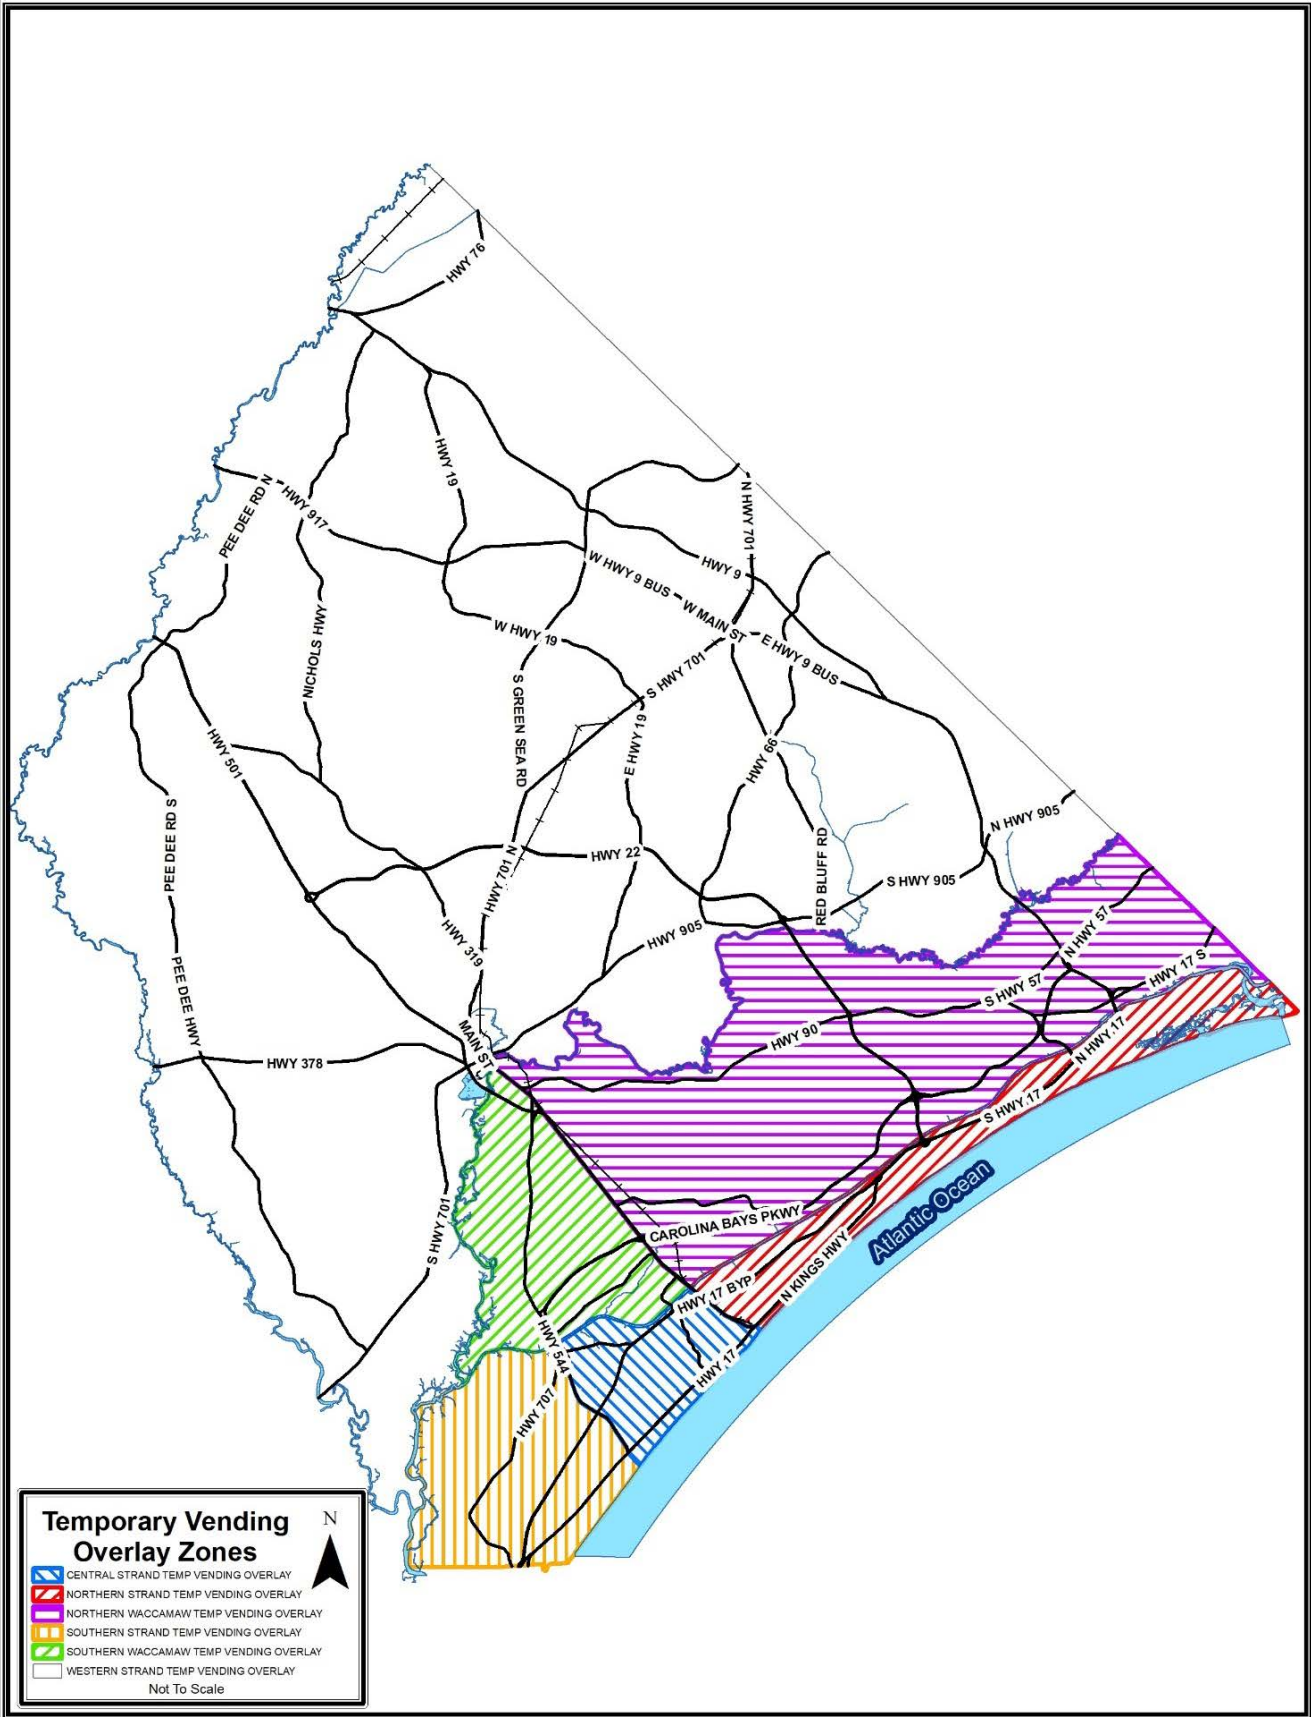 HWY 76
HWY 19
N HWY 701
PEE DEE RD N
HWY 917
HWY 9
W HWY 9 BUS
W MAIN ST
E HWY 9 BUS
W HWY 19
NICHOLS HWY
S HWY 701
S GREEN SEA RD
E HWY 19
HWY 501
HWY 66
PEE DEE RD S
N HWY 905
HWY 22
RED BLUFF RD
S HWY 905
HWY 701 N
HWY 319
HWY 905
N HWY 57
HWY 17 S
S HWY 57
PEE DEE HWY
MAIN ST
HWY 90
N HWY 17
HWY 378
S HWY 17
S HWY 701
CAROLINA BAYS PKWY
Atlantic Ocean
HWY 17 BYP
N KINGS HWY
HWY 544
HWY 17
HWY 707
Temporary Vending
Overlay Zones
N
CENTRAL STRAND TEMP VENDING OVERLAY
NORTHERN STRAND TEMP VENDING OVERLAY
NORTHERN WACCAMAW TEMP VENDING OVERLAY
SOUTHERN STRAND TEMP VENDING OVERLAY
SOUTHERN WACCAMAW TEMP VENDING OVERLAY
WESTERN STRAND TEMP VENDING OVERLAY
Not To Scale